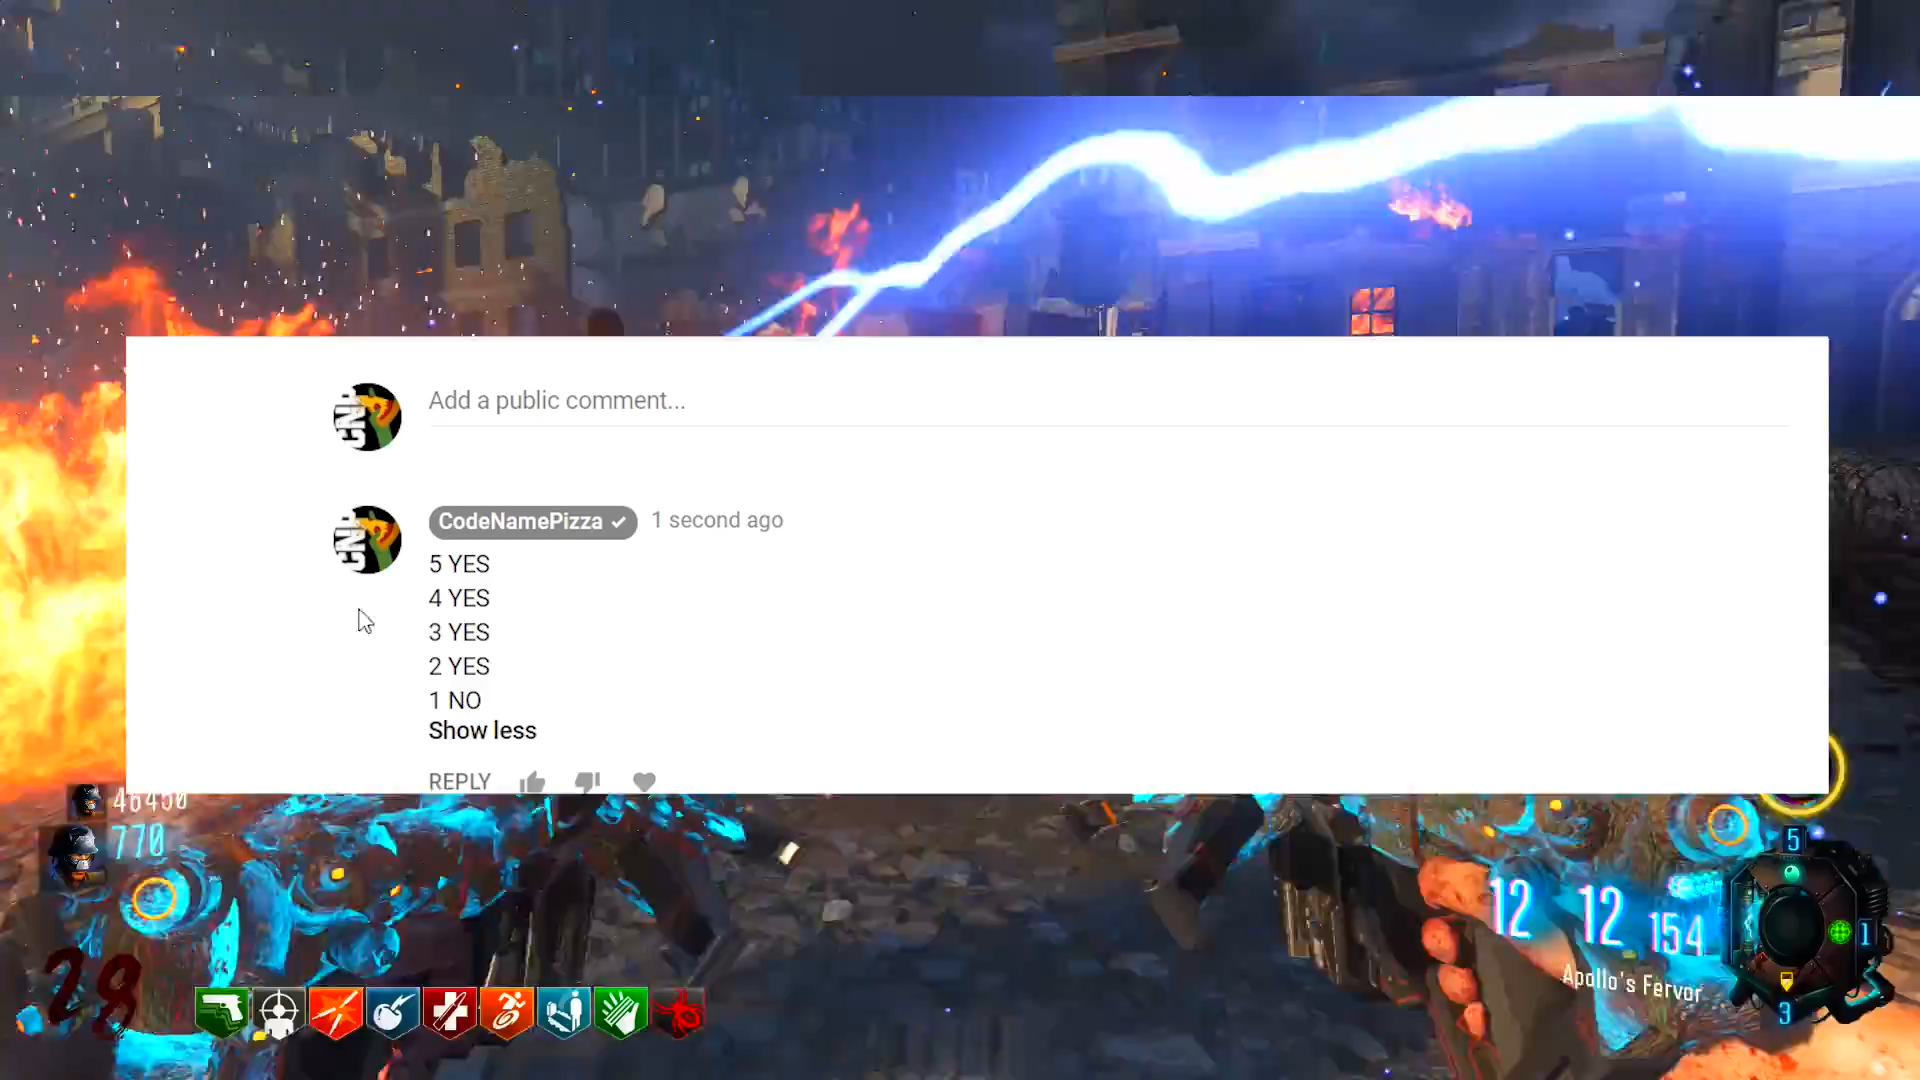 Add a public comment...
CodeNamePizza 1 second ago
5 YES
4 YES
3 YES
2 YES
1 NO
Show less
REPLY
46450
770
28
5
12 12 154
1
Apollo's Fervor
3